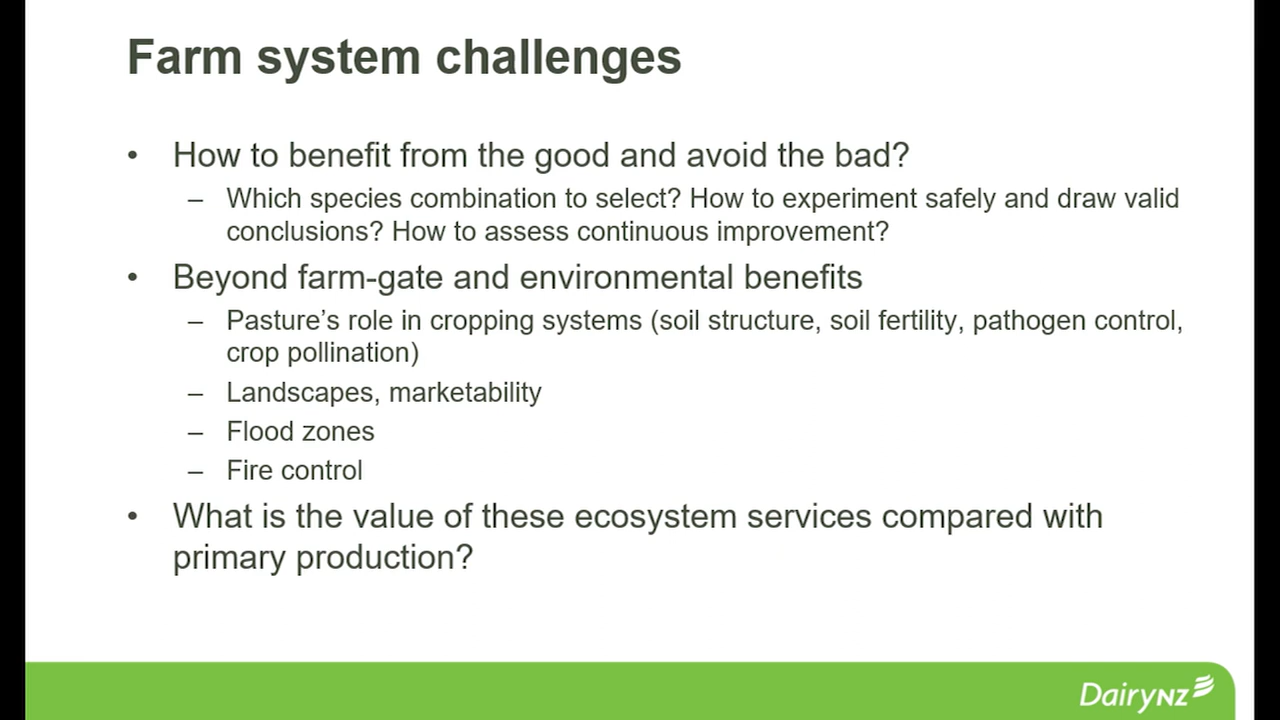 Farm system challenges
• How to benefit from the good and avoid the bad?
– Which species combination to select? How to experiment safely and draw valid
conclusions? How to assess continuous improvement?
• Beyond farm-gate and environmental benefits
– Pasture’s role in cropping systems (soil structure, soil fertility, pathogen control,
crop pollination)
– Landscapes, marketability
– Flood zones
– Fire control
• What is the value of these ecosystem services compared with
primary production?
DairyNZ